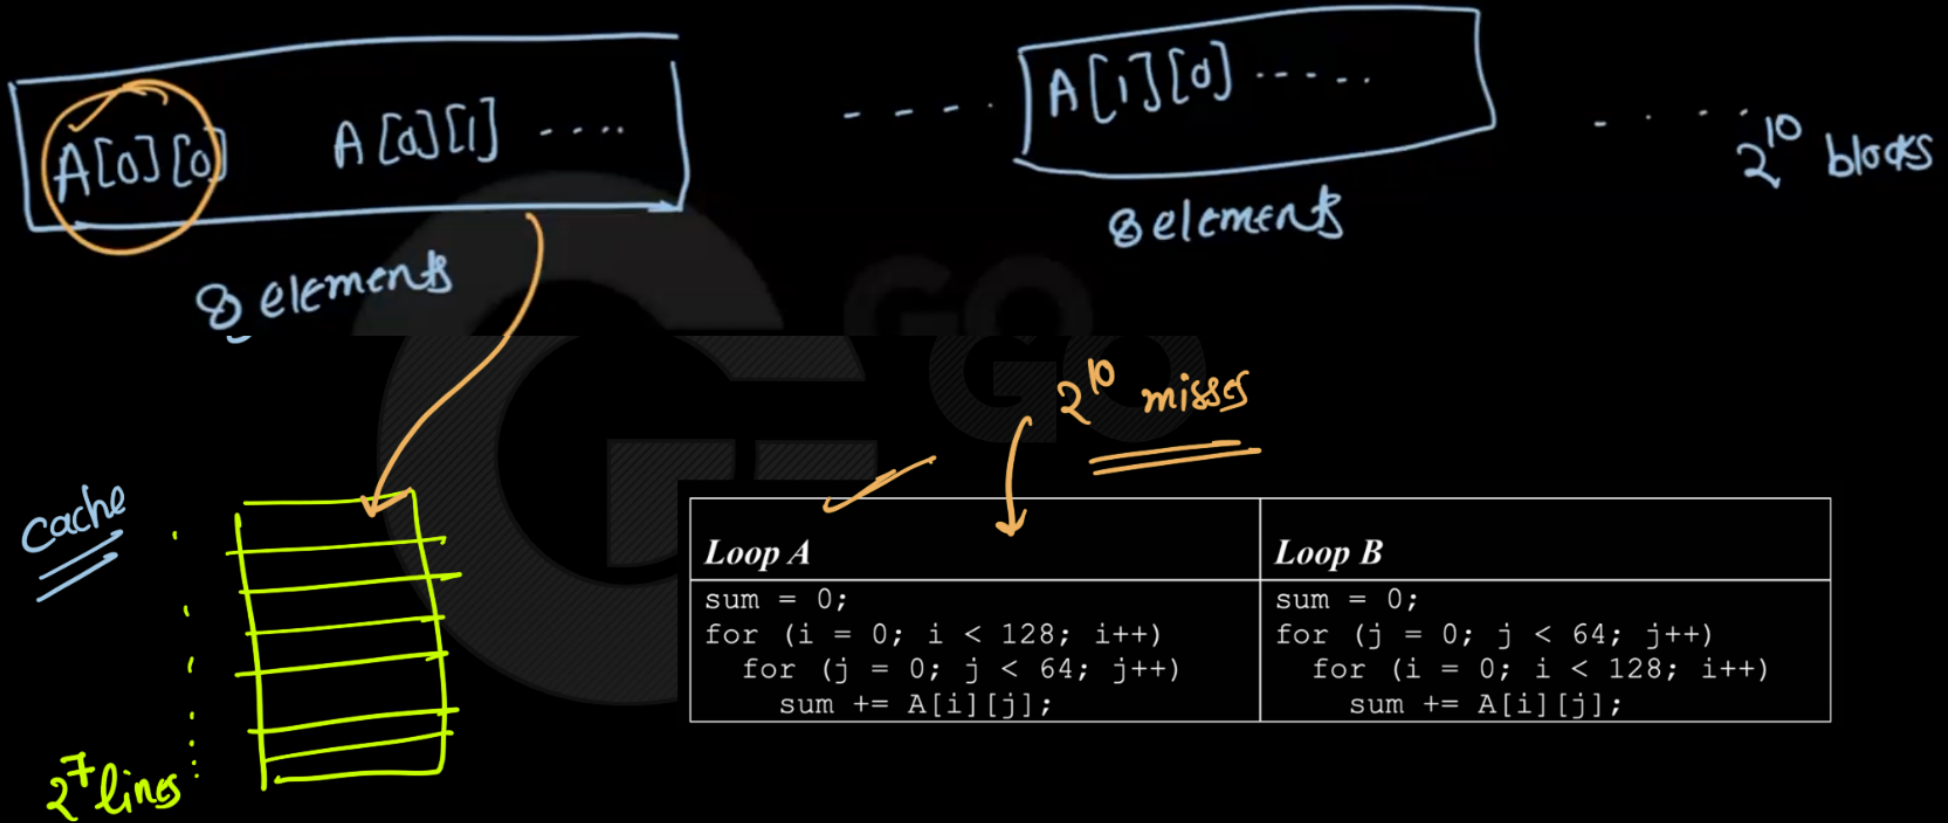 A[0][0] A[0][1] ---- ----. A[1][0] -----. - . . -. .
2^10 blocks
8 elements
8 elements
GO
GO
2^10 misses
cache
2^7 lines
Loop A
sum = 0;
for (i = 0; i < 128; i++)
for (j = 0; j < 64; j++)
sum += A[i][j];
Loop B
sum = 0;
for (j = 0; j < 64; j++)
for (i = 0; i < 128; i++)
sum += A[i][j];